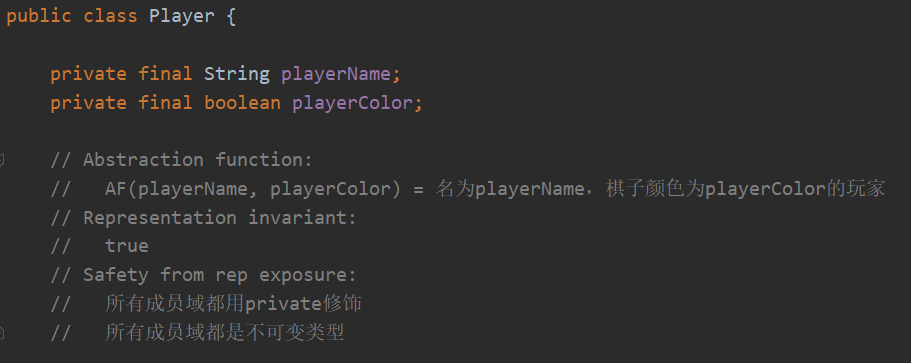 public class Player {
private final String playerName;
private final boolean playerColor;
// Abstraction function:
//   AF(playerName, playerColor) = 名为playerName，棋子颜色为playerColor的玩家
// Representation invariant:
//   true
// Safety from rep exposure:
//   所有成员域都用private修饰
//   所有成员域都是不可变类型